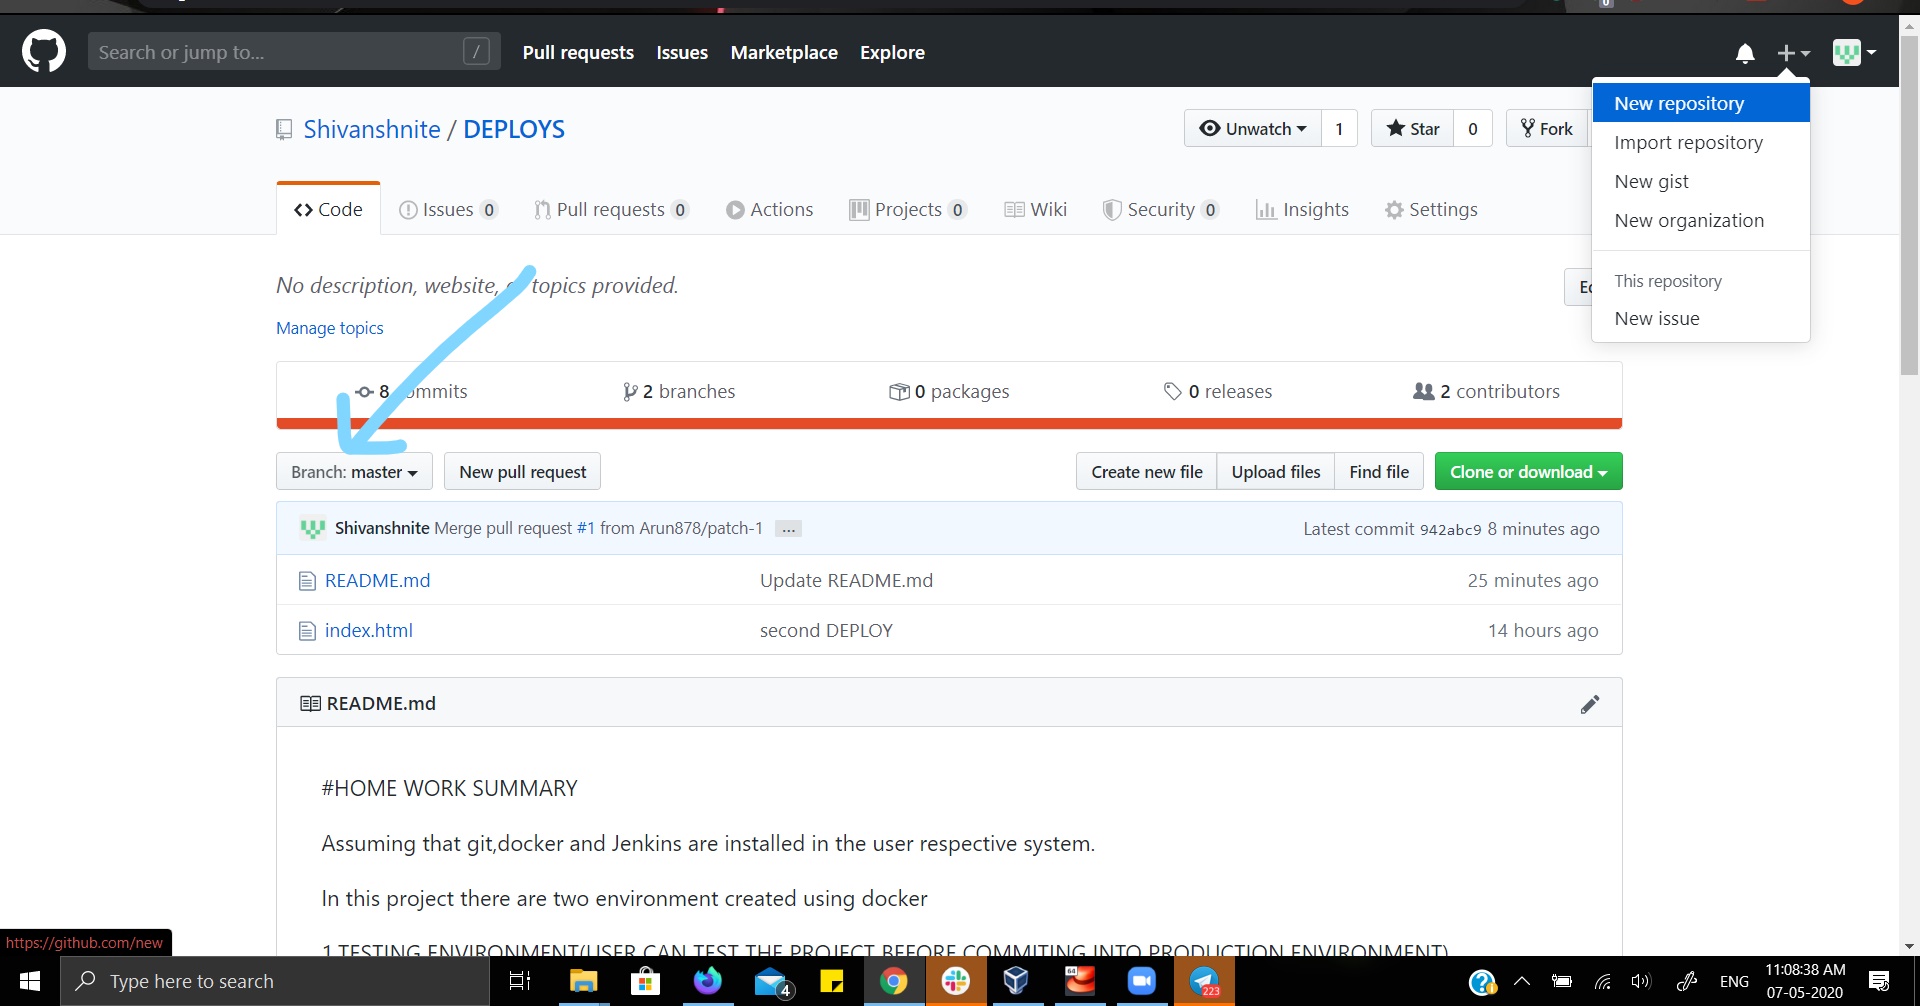 Search or jump to...
/
Pull requests
Issues
Marketplace
Explore
Shivanshnite / DEPLOYS
Unwatch
1
Star
0
Fork
New repository
Import repository
New gist
New organization
This repository
New issue
Code
Issues 0
Pull requests 0
Actions
Projects 0
Wiki
Security 0
Insights
Settings
No description, website, topics provided.
Manage topics
8
2 branches
0 packages
0 releases
2 contributors
Branch: master
New pull request
Create new file
Upload files
Find file
Clone or download
Shivanshnite Merge pull request #1 from Arun878/patch-1 ...
Latest commit 942abc9 8 minutes ago
README.md
Update README.md
25 minutes ago
index.html
second DEPLOY
14 hours ago
README.md
#HOME WORK SUMMARY
Assuming that git,docker and Jenkins are installed in the user respective system.
In this project there are two environment created using docker
1.TESTING ENVIRONMENT(USER CAN TEST THE PROJECT BEFORE COMMITING INTO PRODUCTION ENVIRONMENT)
https://github.com/new
Type here to search
4
64
223
ENG
11:08:38 AM
07-05-2020